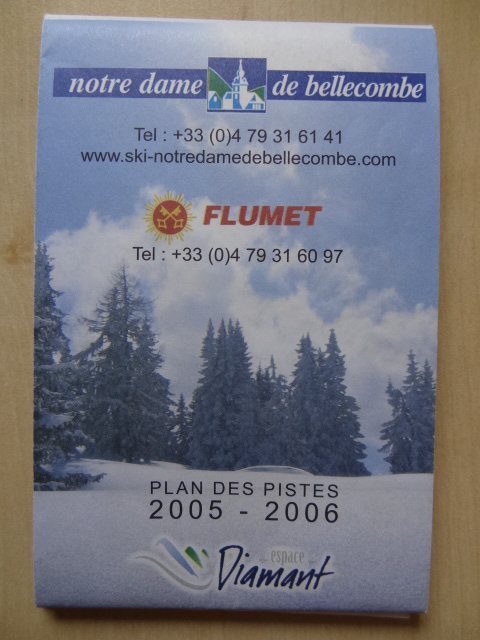 notre dame de bellecombe
Tel : +33 (0)4 79 31 61 41
www.ski-notredamedebellecombe.com
FLUMET
Tel : +33 (0)4 79 31 60 97
PLAN DES PISTES
2005 - 2006
espace
Diamant